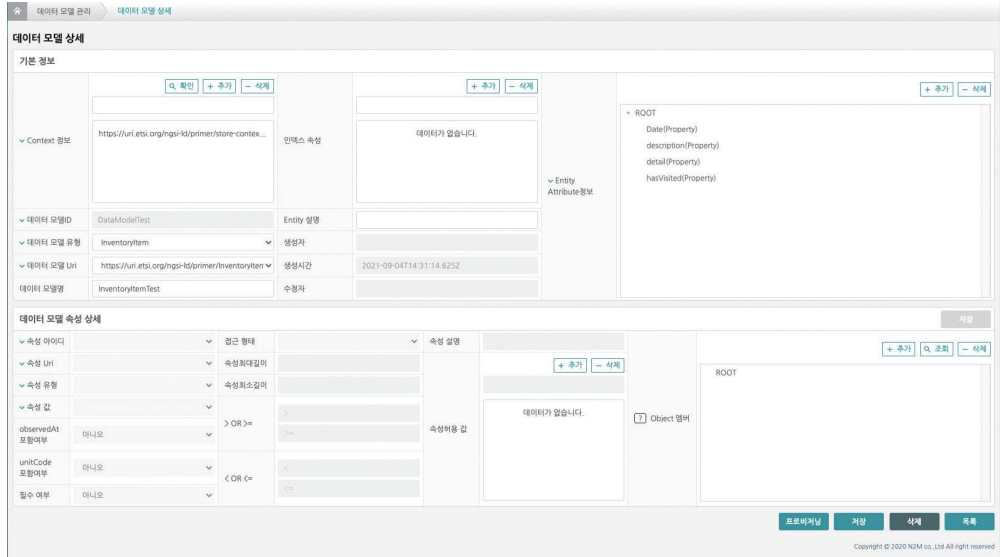 데이터 모델 관리 데이터 모델 상세
데이터 모델 상세
기본 정보
Context 정보
확인 + 추가 - 삭제
https://uri.etsi.org/ngsi-ld/primer/store-contex...
인덱스 속성
+ 추가 - 삭제
데이터가 없습니다.
Entity
Attribute정보
+ 추가 - 삭제
ROOT
Date(Property)
description(Property)
detail(Property)
hasVisited(Property)
데이터 모델ID DataModelTest Entity 설명
데이터 모델 유형 InventoryItem 생성자
데이터 모델 Uri https://uri.etsi.org/ngsi-ld/primer/InventoryIten 생성시간 2021-09-04T14:31:14.625Z
데이터 모델명 InventoryItemTest 수정자
데이터 모델 속성 상세 저장
속성 아이디 접근 형태 속성 설명
속성 Uri 속성최대길이
속성 유형 속성최소길이
속성 값
observedAt
포함여부 아니오
> OR >=
>
>=
unitCode
포함여부 아니오
필수 여부 아니오
< OR <=
<
<=
속성허용 값
+ 추가 - 삭제
데이터가 없습니다.
? Object 멤버
+ 추가 조회 - 삭제
ROOT
프로비저닝 저장 삭제 목록
Copyright © 2020 N2M co.,Ltd All right reserved